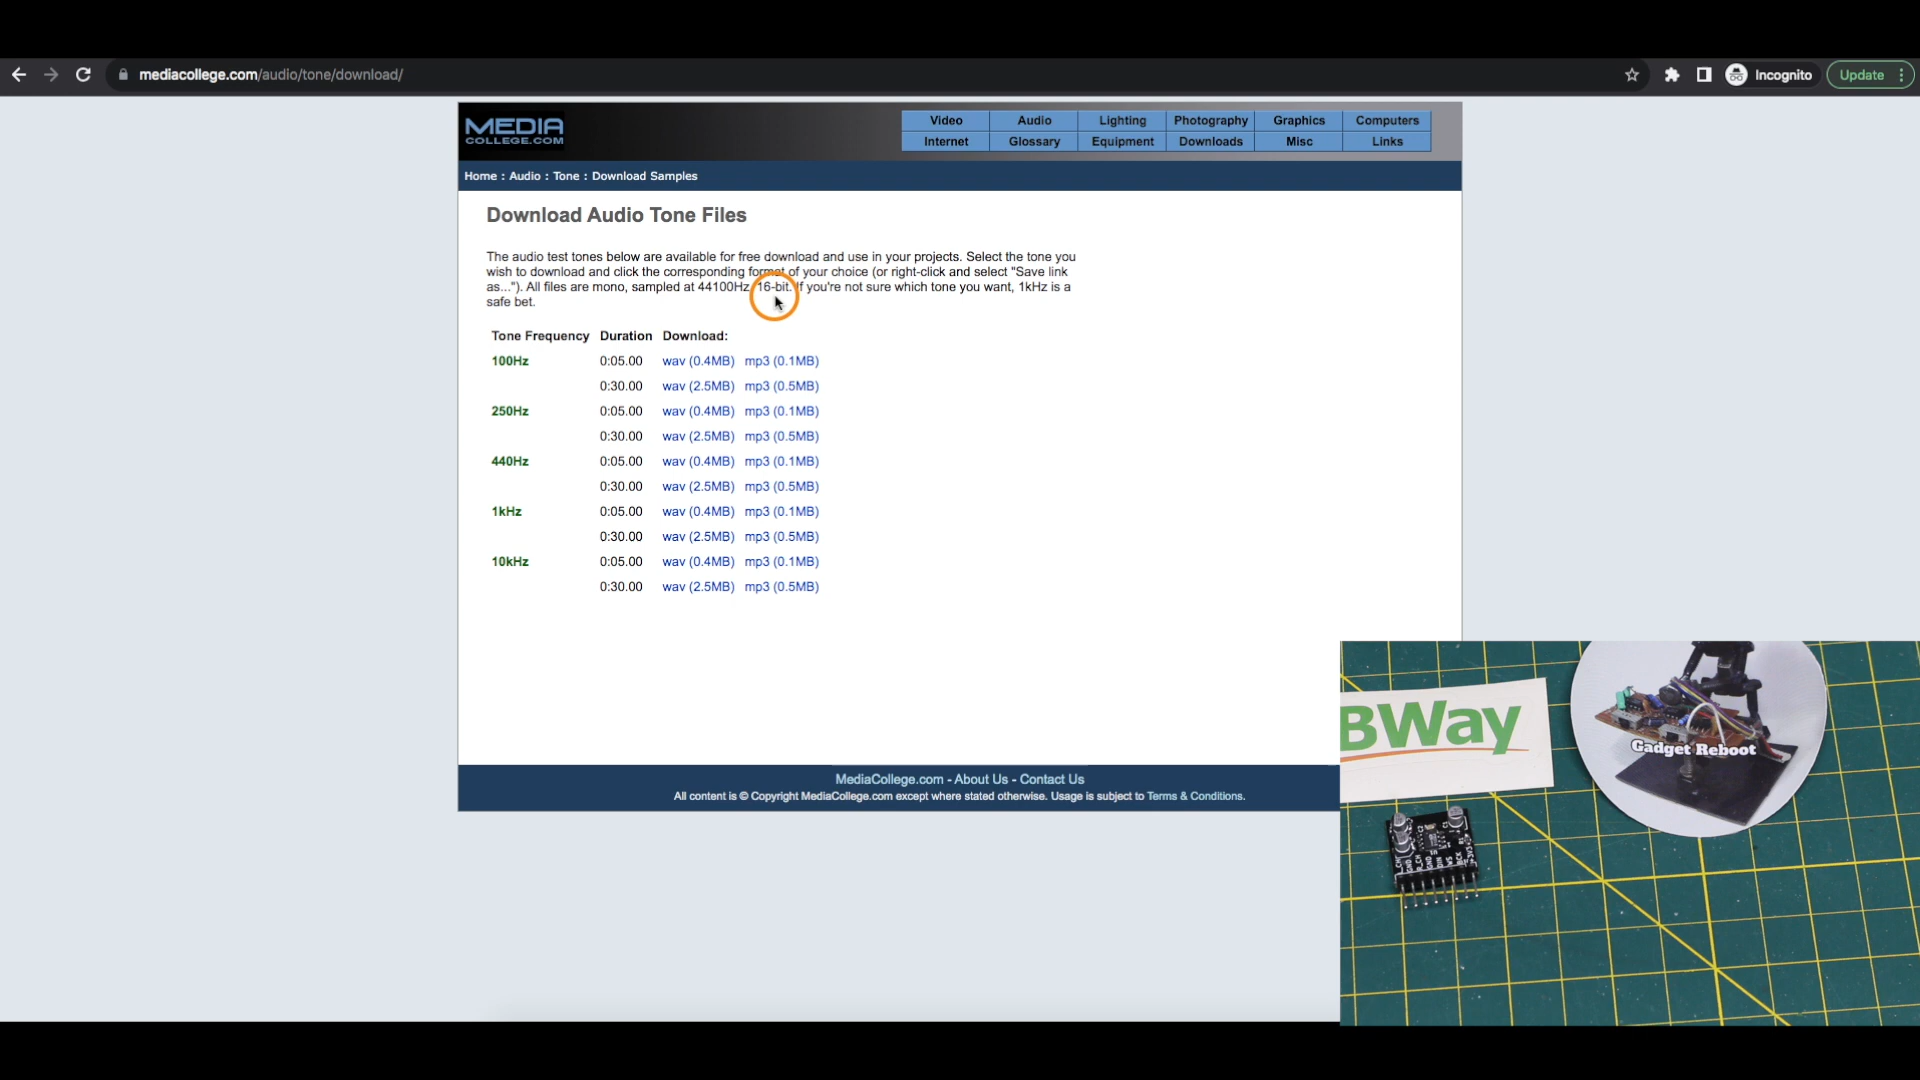 mediacollege.com/audio/tone/download/
Incognito
Update
MEDIA
COLLEGE.COM
Video Audio Lighting Photography Graphics Computers
Internet Glossary Equipment Downloads Misc Links
Home : Audio : Tone : Download Samples
Download Audio Tone Files
The audio test tones below are available for free download and use in your projects. Select the tone you
wish to download and click the corresponding format of your choice (or right-click and select "Save link
as..."). All files are mono, sampled at 44100Hz, 16-bit. If you're not sure which tone you want, 1kHz is a
safe bet.
Tone Frequency Duration Download:
100Hz 0:05.00 wav (0.4MB) mp3 (0.1MB)
0:30.00 wav (2.5MB) mp3 (0.5MB)
250Hz 0:05.00 wav (0.4MB) mp3 (0.1MB)
0:30.00 wav (2.5MB) mp3 (0.5MB)
440Hz 0:05.00 wav (0.4MB) mp3 (0.1MB)
0:30.00 wav (2.5MB) mp3 (0.5MB)
1kHz 0:05.00 wav (0.4MB) mp3 (0.1MB)
0:30.00 wav (2.5MB) mp3 (0.5MB)
10kHz 0:05.00 wav (0.4MB) mp3 (0.1MB)
0:30.00 wav (2.5MB) mp3 (0.5MB)
MediaCollege.com - About Us - Contact Us
All content is © Copyright MediaCollege.com except where stated otherwise. Usage is subject to Terms & Conditions.
BWay
Gadget Reboot